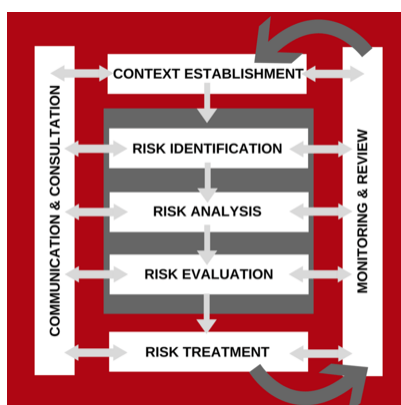 CONTEXT ESTABLISHMENT
RISK IDENTIFICATION
RISK ANALYSIS
RISK EVALUATION
RISK TREATMENT
COMMUNICATION & CONSULTATION
MONITORING & REVIEW